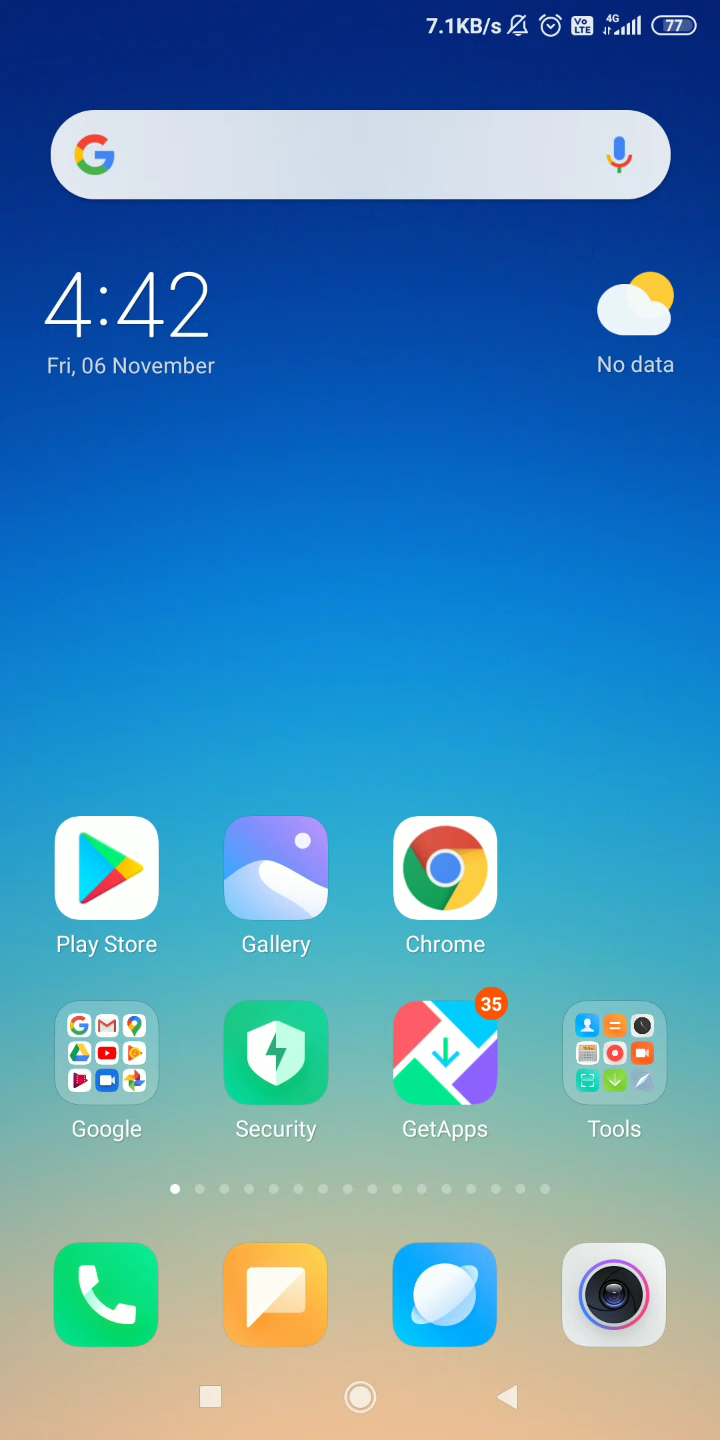 7.1KB/s VoLTE 4G 77
4:42
Fri, 06 November
No data
Play Store
Gallery
Chrome
35
Google
Security
GetApps
Tools